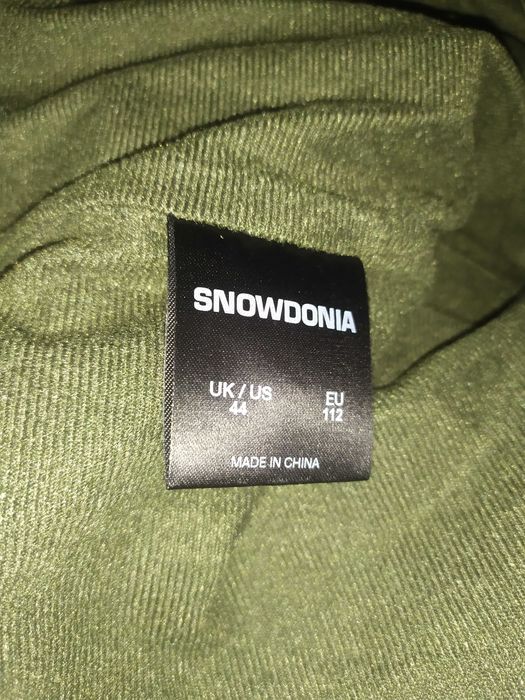 SNOWDONIA
UK / US EU
44 112
MADE IN CHINA